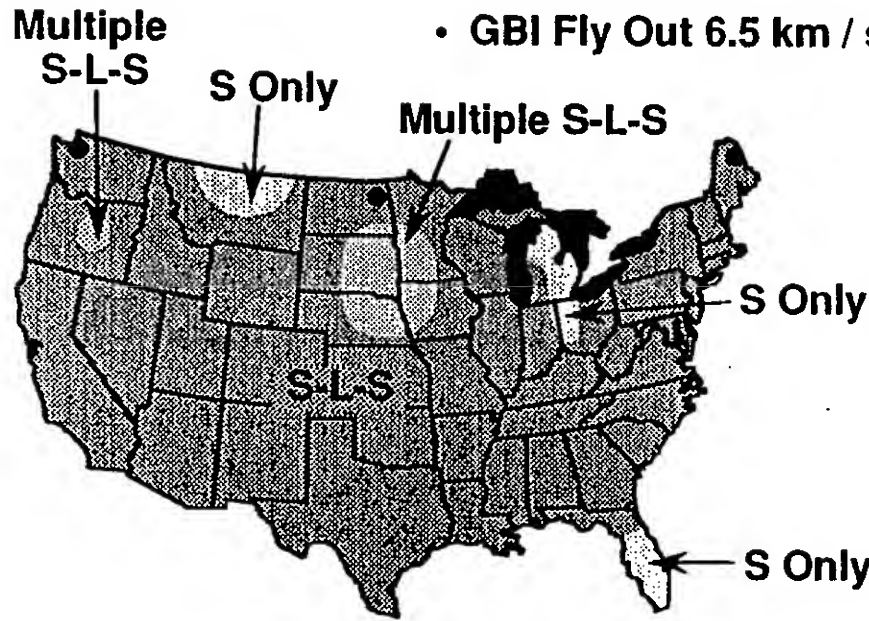 Multiple
S-L-S
• GBI Fly Out 6.5 km / s
S Only
Multiple S-L-S
S Only
S-L-S
S Only